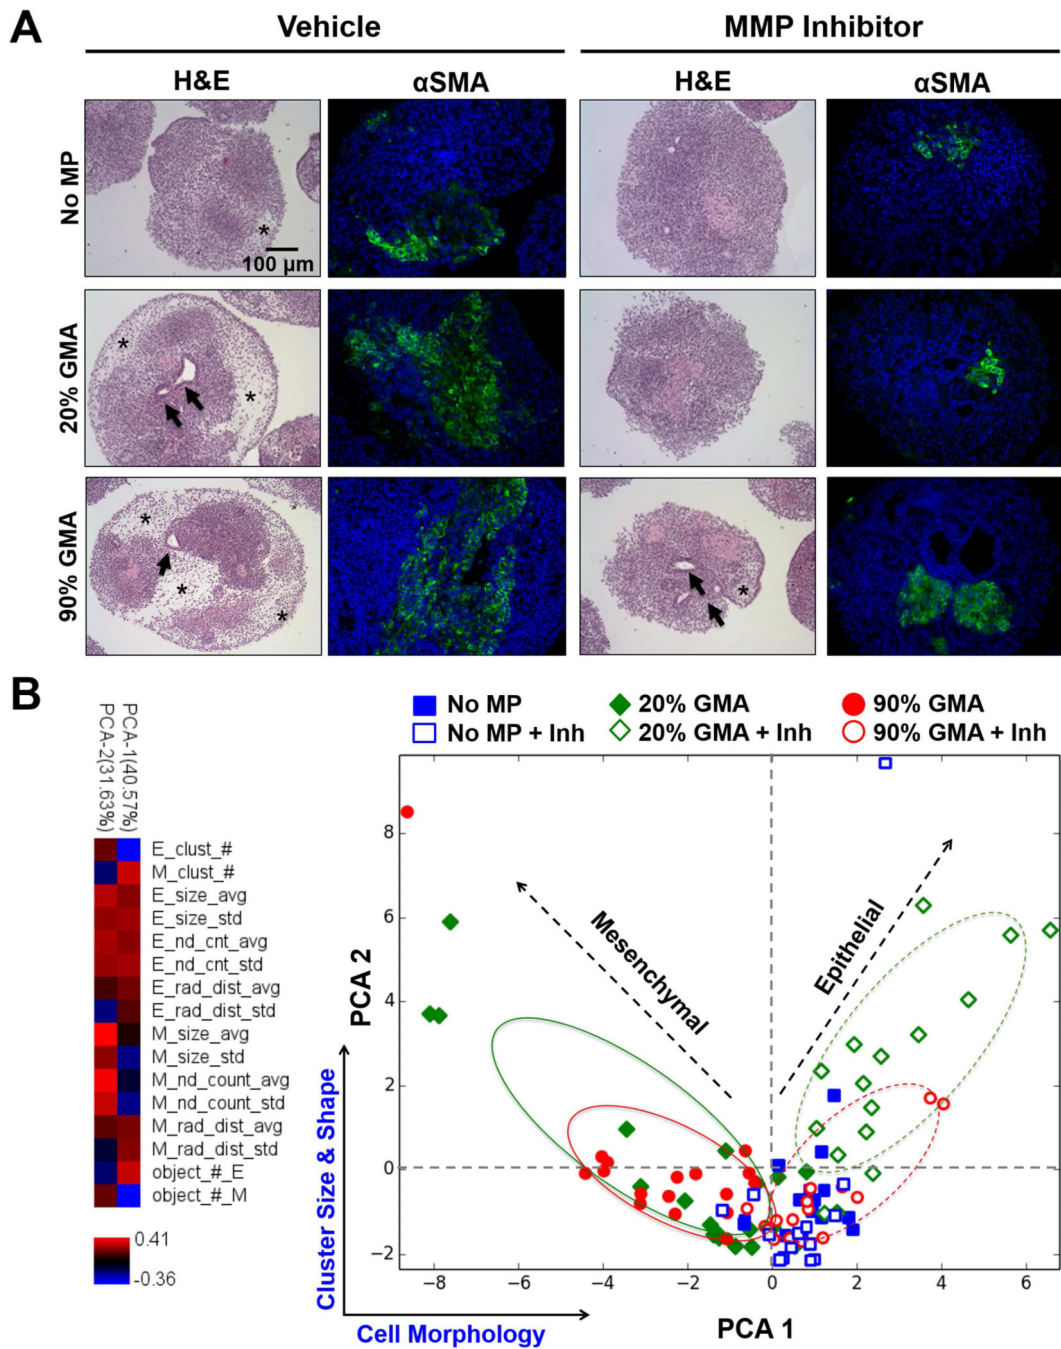 A
Vehicle
MMP Inhibitor
H&E
αSMA
H&E
αSMA
No MP
*
100 µm
20% GMA
*
*
90% GMA
*
*
*
*
B
PCA-2(31.63%)
PCA-1(40.57%)
E_clust_#
M_clust_#
E_size_avg
E_size_std
E_nd_cnt_avg
E_nd_cnt_std
E_rad_dist_avg
E_rad_dist_std
M_size_avg
M_size_std
M_nd_count_avg
M_nd_count_std
M_rad_dist_avg
M_rad_dist_std
object_#_E
object_#_M
0.41
-0.36
No MP
20% GMA
90% GMA
No MP + Inh
20% GMA + Inh
90% GMA + Inh
Mesenchymal
Epithelial
8
6
4
2
0
−2
−8
−6
−4
−2
0
2
4
6
PCA 2
Cluster Size & Shape
Cell Morphology
PCA 1